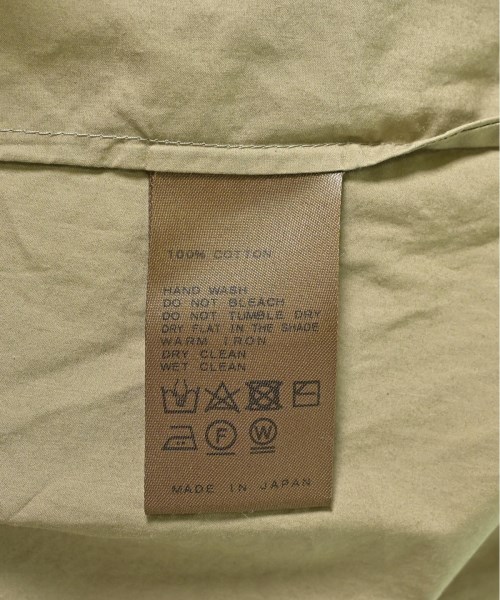 100% COTTON
HAND WASH
DO NOT BLEACH
DO NOT TUMBLE DRY
DRY FLAT IN THE SHADE
WARM IRON
DRY CLEAN
WET CLEAN
F W
MADE IN JAPAN